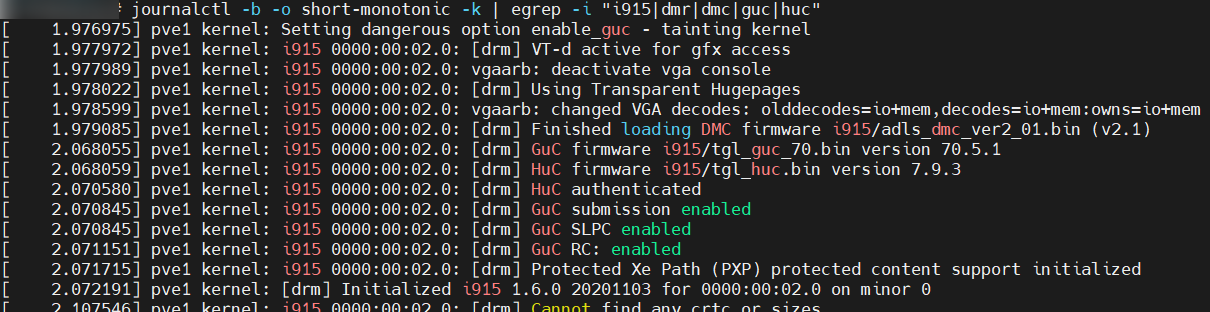 # journalctl -b -o short-monotonic -k | egrep -i "i915|dmr|dmc|guc|huc"
[    1.976975] pve1 kernel: Setting dangerous option enable_guc - tainting kernel
[    1.977972] pve1 kernel: i915 0000:00:02.0: [drm] VT-d active for gfx access
[    1.977989] pve1 kernel: i915 0000:00:02.0: vgaarb: deactivate vga console
[    1.978022] pve1 kernel: i915 0000:00:02.0: [drm] Using Transparent Hugepages
[    1.978599] pve1 kernel: i915 0000:00:02.0: vgaarb: changed VGA decodes: olddecodes=io+mem,decodes=io+mem:owns=io+mem
[    1.979085] pve1 kernel: i915 0000:00:02.0: [drm] Finished loading DMC firmware i915/adls_dmc_ver2_01.bin (v2.1)
[    2.068055] pve1 kernel: i915 0000:00:02.0: [drm] GuC firmware i915/tgl_guc_70.bin version 70.5.1
[    2.068059] pve1 kernel: i915 0000:00:02.0: [drm] HuC firmware i915/tgl_huc.bin version 7.9.3
[    2.070580] pve1 kernel: i915 0000:00:02.0: [drm] HuC authenticated
[    2.070845] pve1 kernel: i915 0000:00:02.0: [drm] GuC submission enabled
[    2.070845] pve1 kernel: i915 0000:00:02.0: [drm] GuC SLPC enabled
[    2.071151] pve1 kernel: i915 0000:00:02.0: [drm] GuC RC: enabled
[    2.071715] pve1 kernel: i915 0000:00:02.0: [drm] Protected Xe Path (PXP) protected content support initialized
[    2.072191] pve1 kernel: [drm] Initialized i915 1.6.0 20201103 for 0000:00:02.0 on minor 0
[    2.107546] pve1 kernel: i915 0000:00:02.0: [drm] Cannot find any crtc or sizes